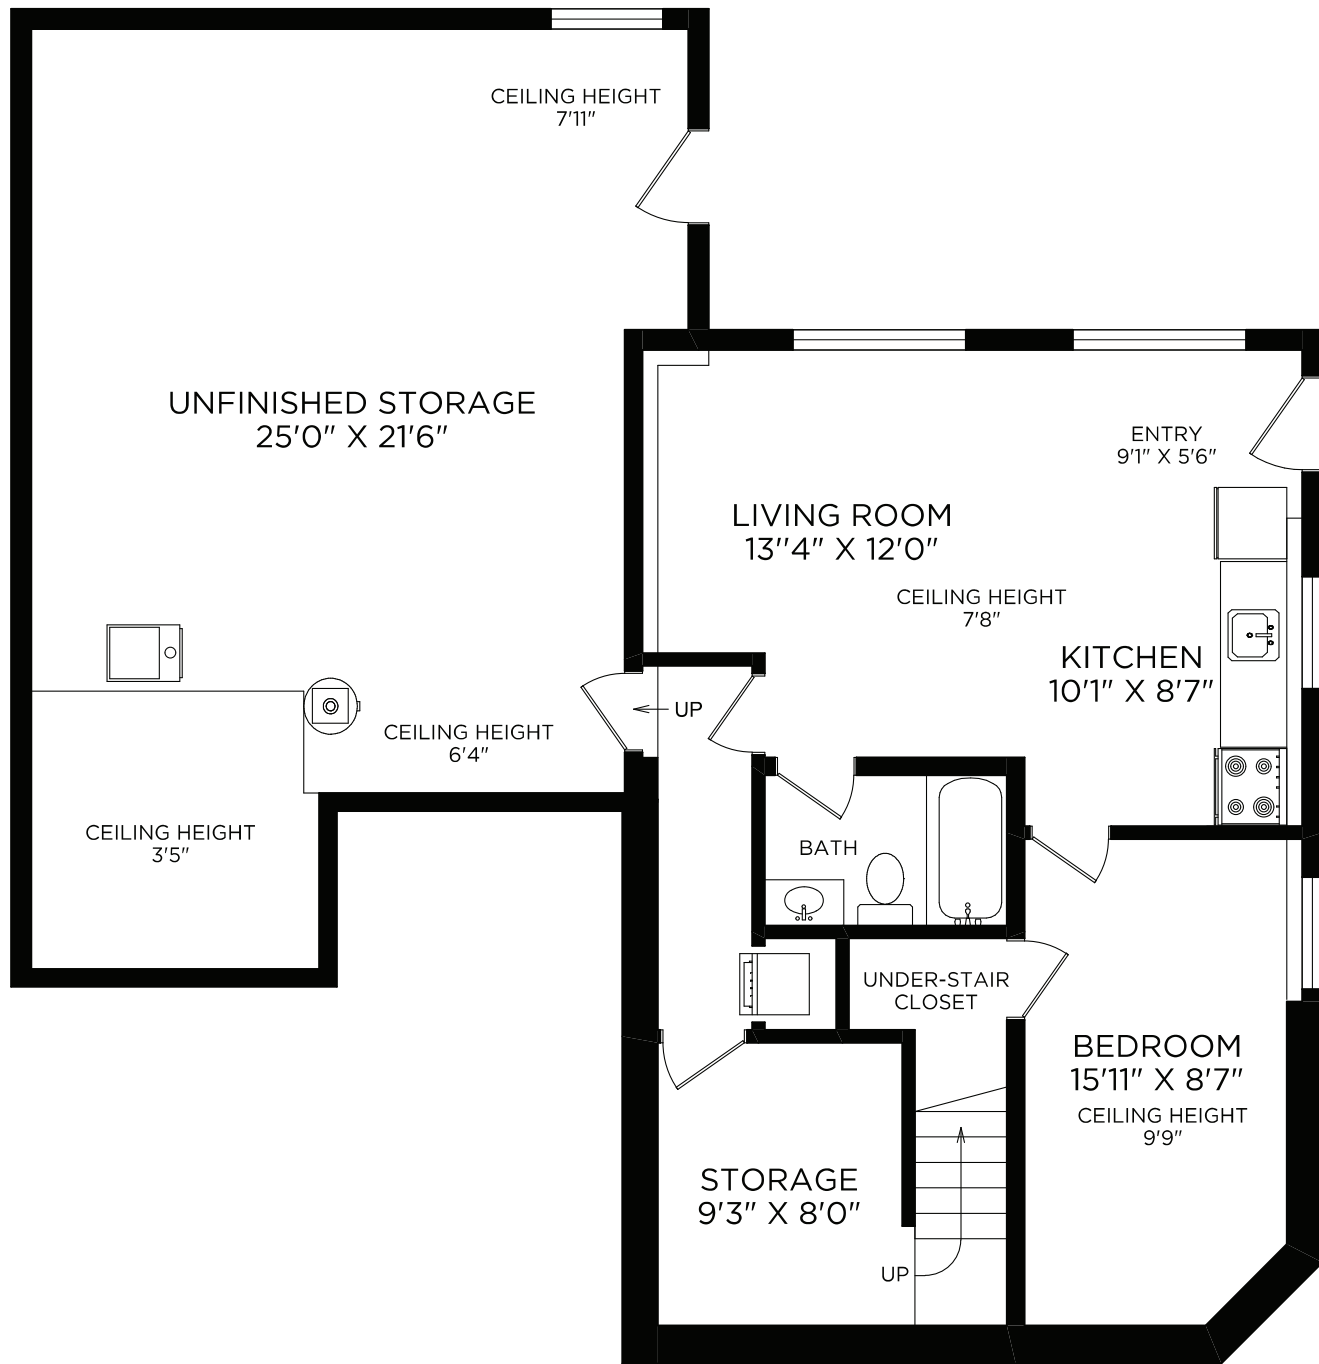 CEILING HEIGHT
7'11"
UNFINISHED STORAGE
25'0" X 21'6"
ENTRY
9'1" X 5'6"
LIVING ROOM
13''4" X 12'0"
CEILING HEIGHT
7'8"
KITCHEN
10'1" X 8'7"
UP
CEILING HEIGHT
6'4"
CEILING HEIGHT
3'5"
BATH
UNDER-STAIR
CLOSET
BEDROOM
15'11" X 8'7"
CEILING HEIGHT
9'9"
STORAGE
9'3" X 8'0"
UP